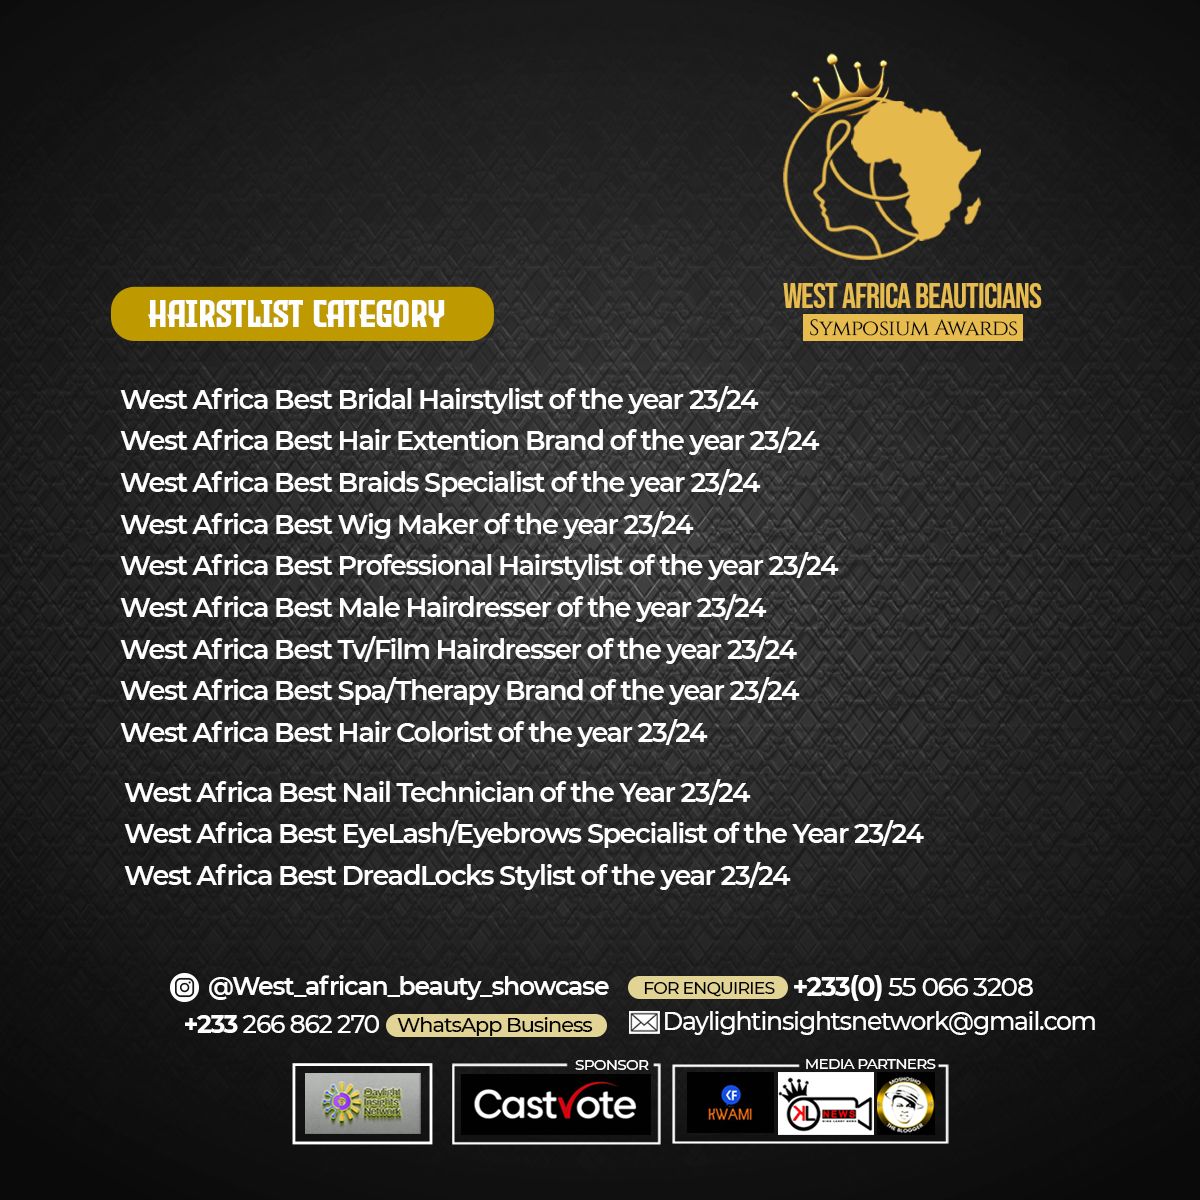 WEST AFRICA BEAUTICIANS
SYMPOSIUM AWARDS
HAIRSTLIST CATEGORY
West Africa Best Bridal Hairstylist of the year 23/24
West Africa Best Hair Extention Brand of the year 23/24
West Africa Best Braids Specialist of the year 23/24
West Africa Best Wig Maker of the year 23/24
West Africa Best Professional Hairstylist of the year 23/24
West Africa Best Male Hairdresser of the year 23/24
West Africa Best Tv/Film Hairdresser of the year 23/24
West Africa Best Spa/Therapy Brand of the year 23/24
West Africa Best Hair Colorist of the year 23/24
West Africa Best Nail Technician of the Year 23/24
West Africa Best EyeLash/Eyebrows Specialist of the Year 23/24
West Africa Best DreadLocks Stylist of the year 23/24
@West_african_beauty_showcase FOR ENQUIRIES +233(0) 55 066 3208
+233 266 862 270 WhatsApp Business Daylightinsightsnetwork@gmail.com
Daylight
Insights
Network
SPONSOR
CastVote
MEDIA PARTNERS
KF
KWAMI
KL NEWS
MOSHOSHO
THE BLOGGER